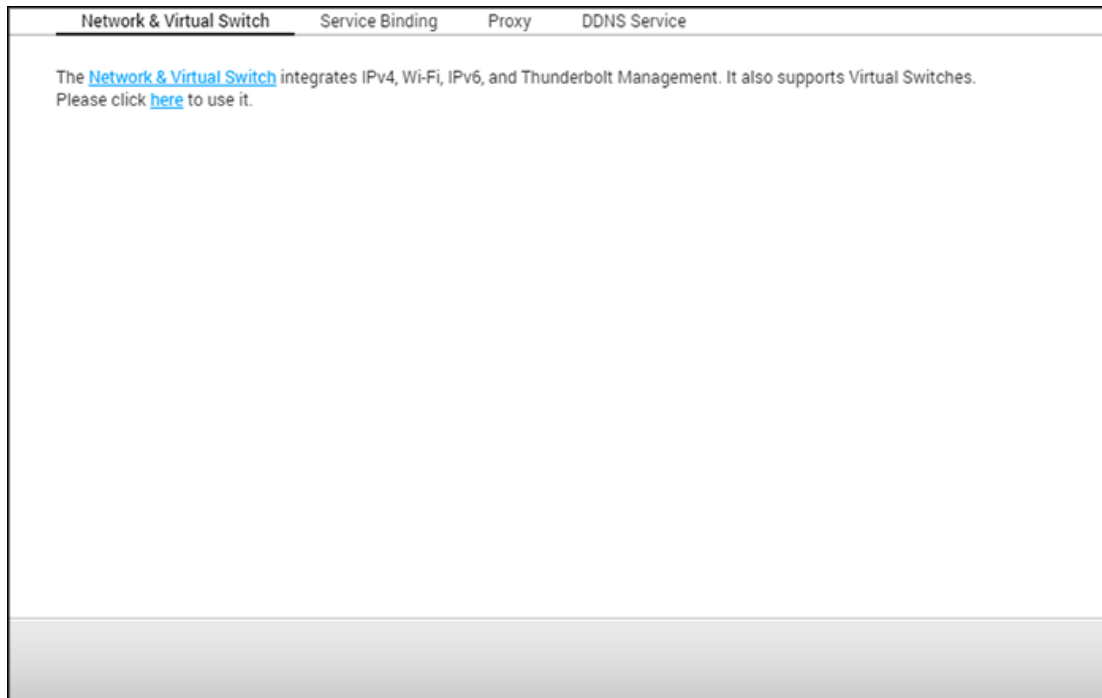 Network & Virtual Switch Service Binding Proxy DDNS Service
The Network & Virtual Switch integrates IPv4, Wi-Fi, IPv6, and Thunderbolt Management. It also supports Virtual Switches.
Please click here to use it.